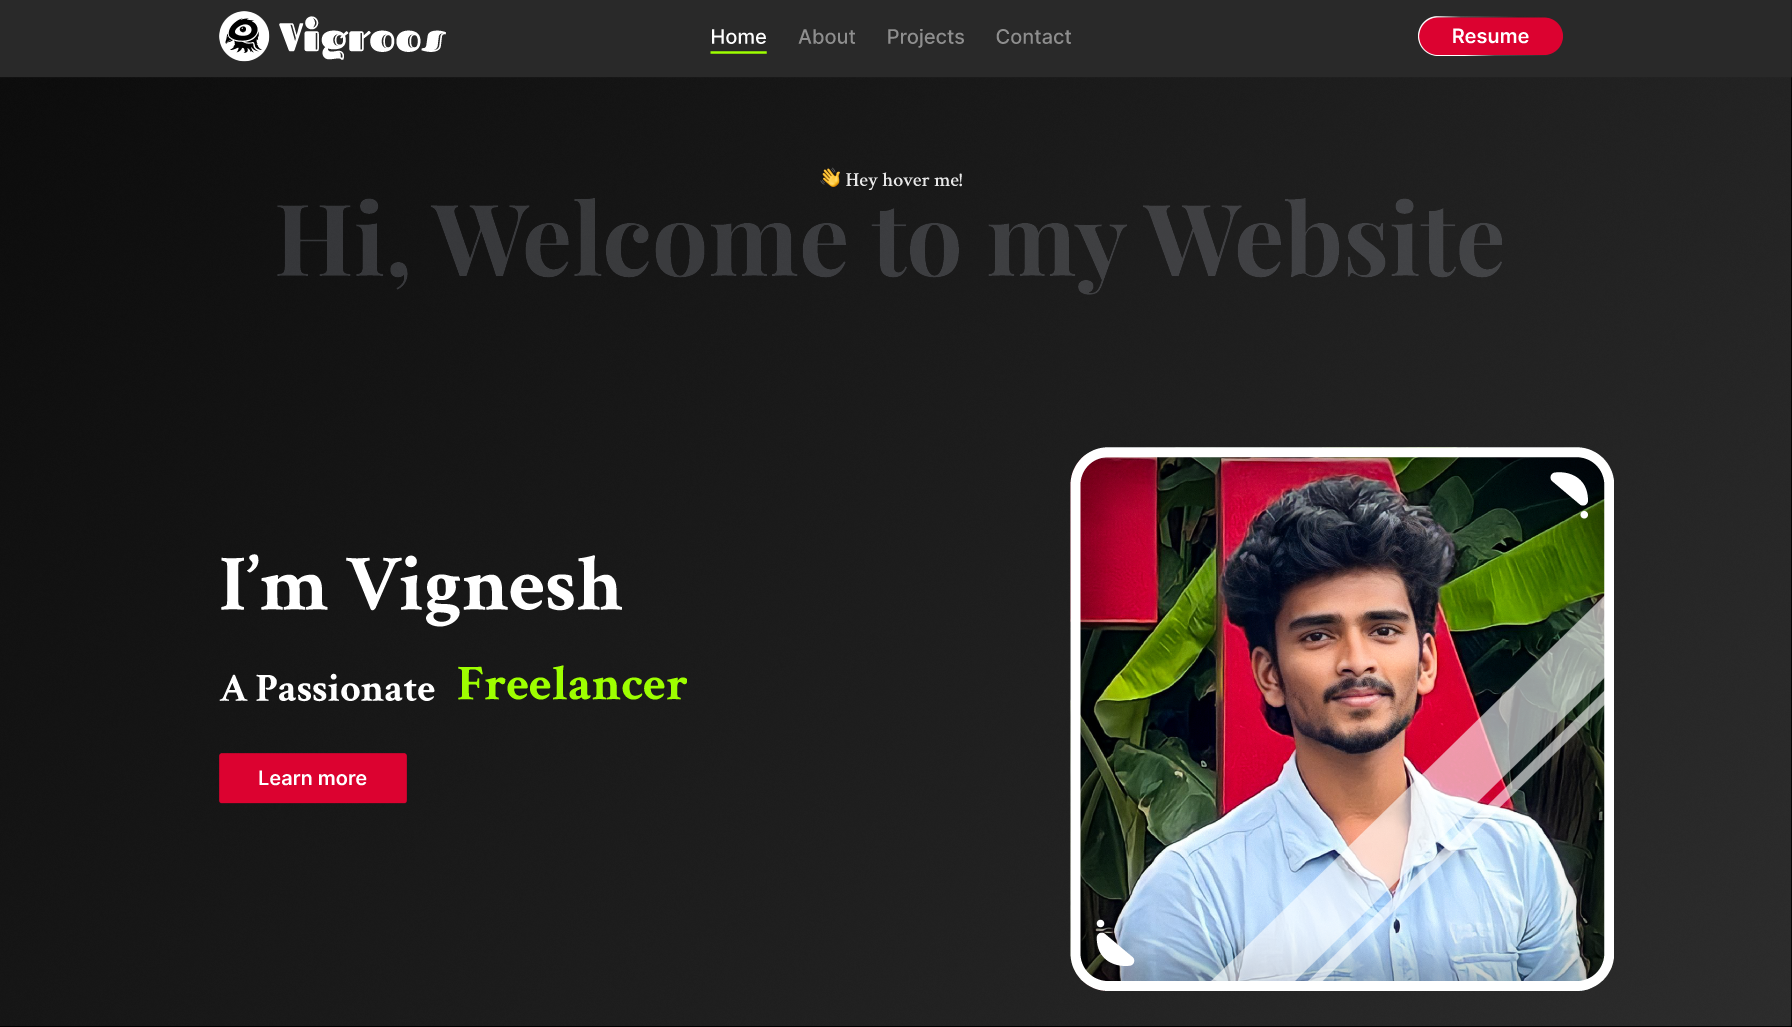 Vigroos
Home About Projects Contact
Resume
👋 Hey hover me!
Hi, Welcome to my Website
I’m Vignesh
A Passionate Freelancer
Learn more